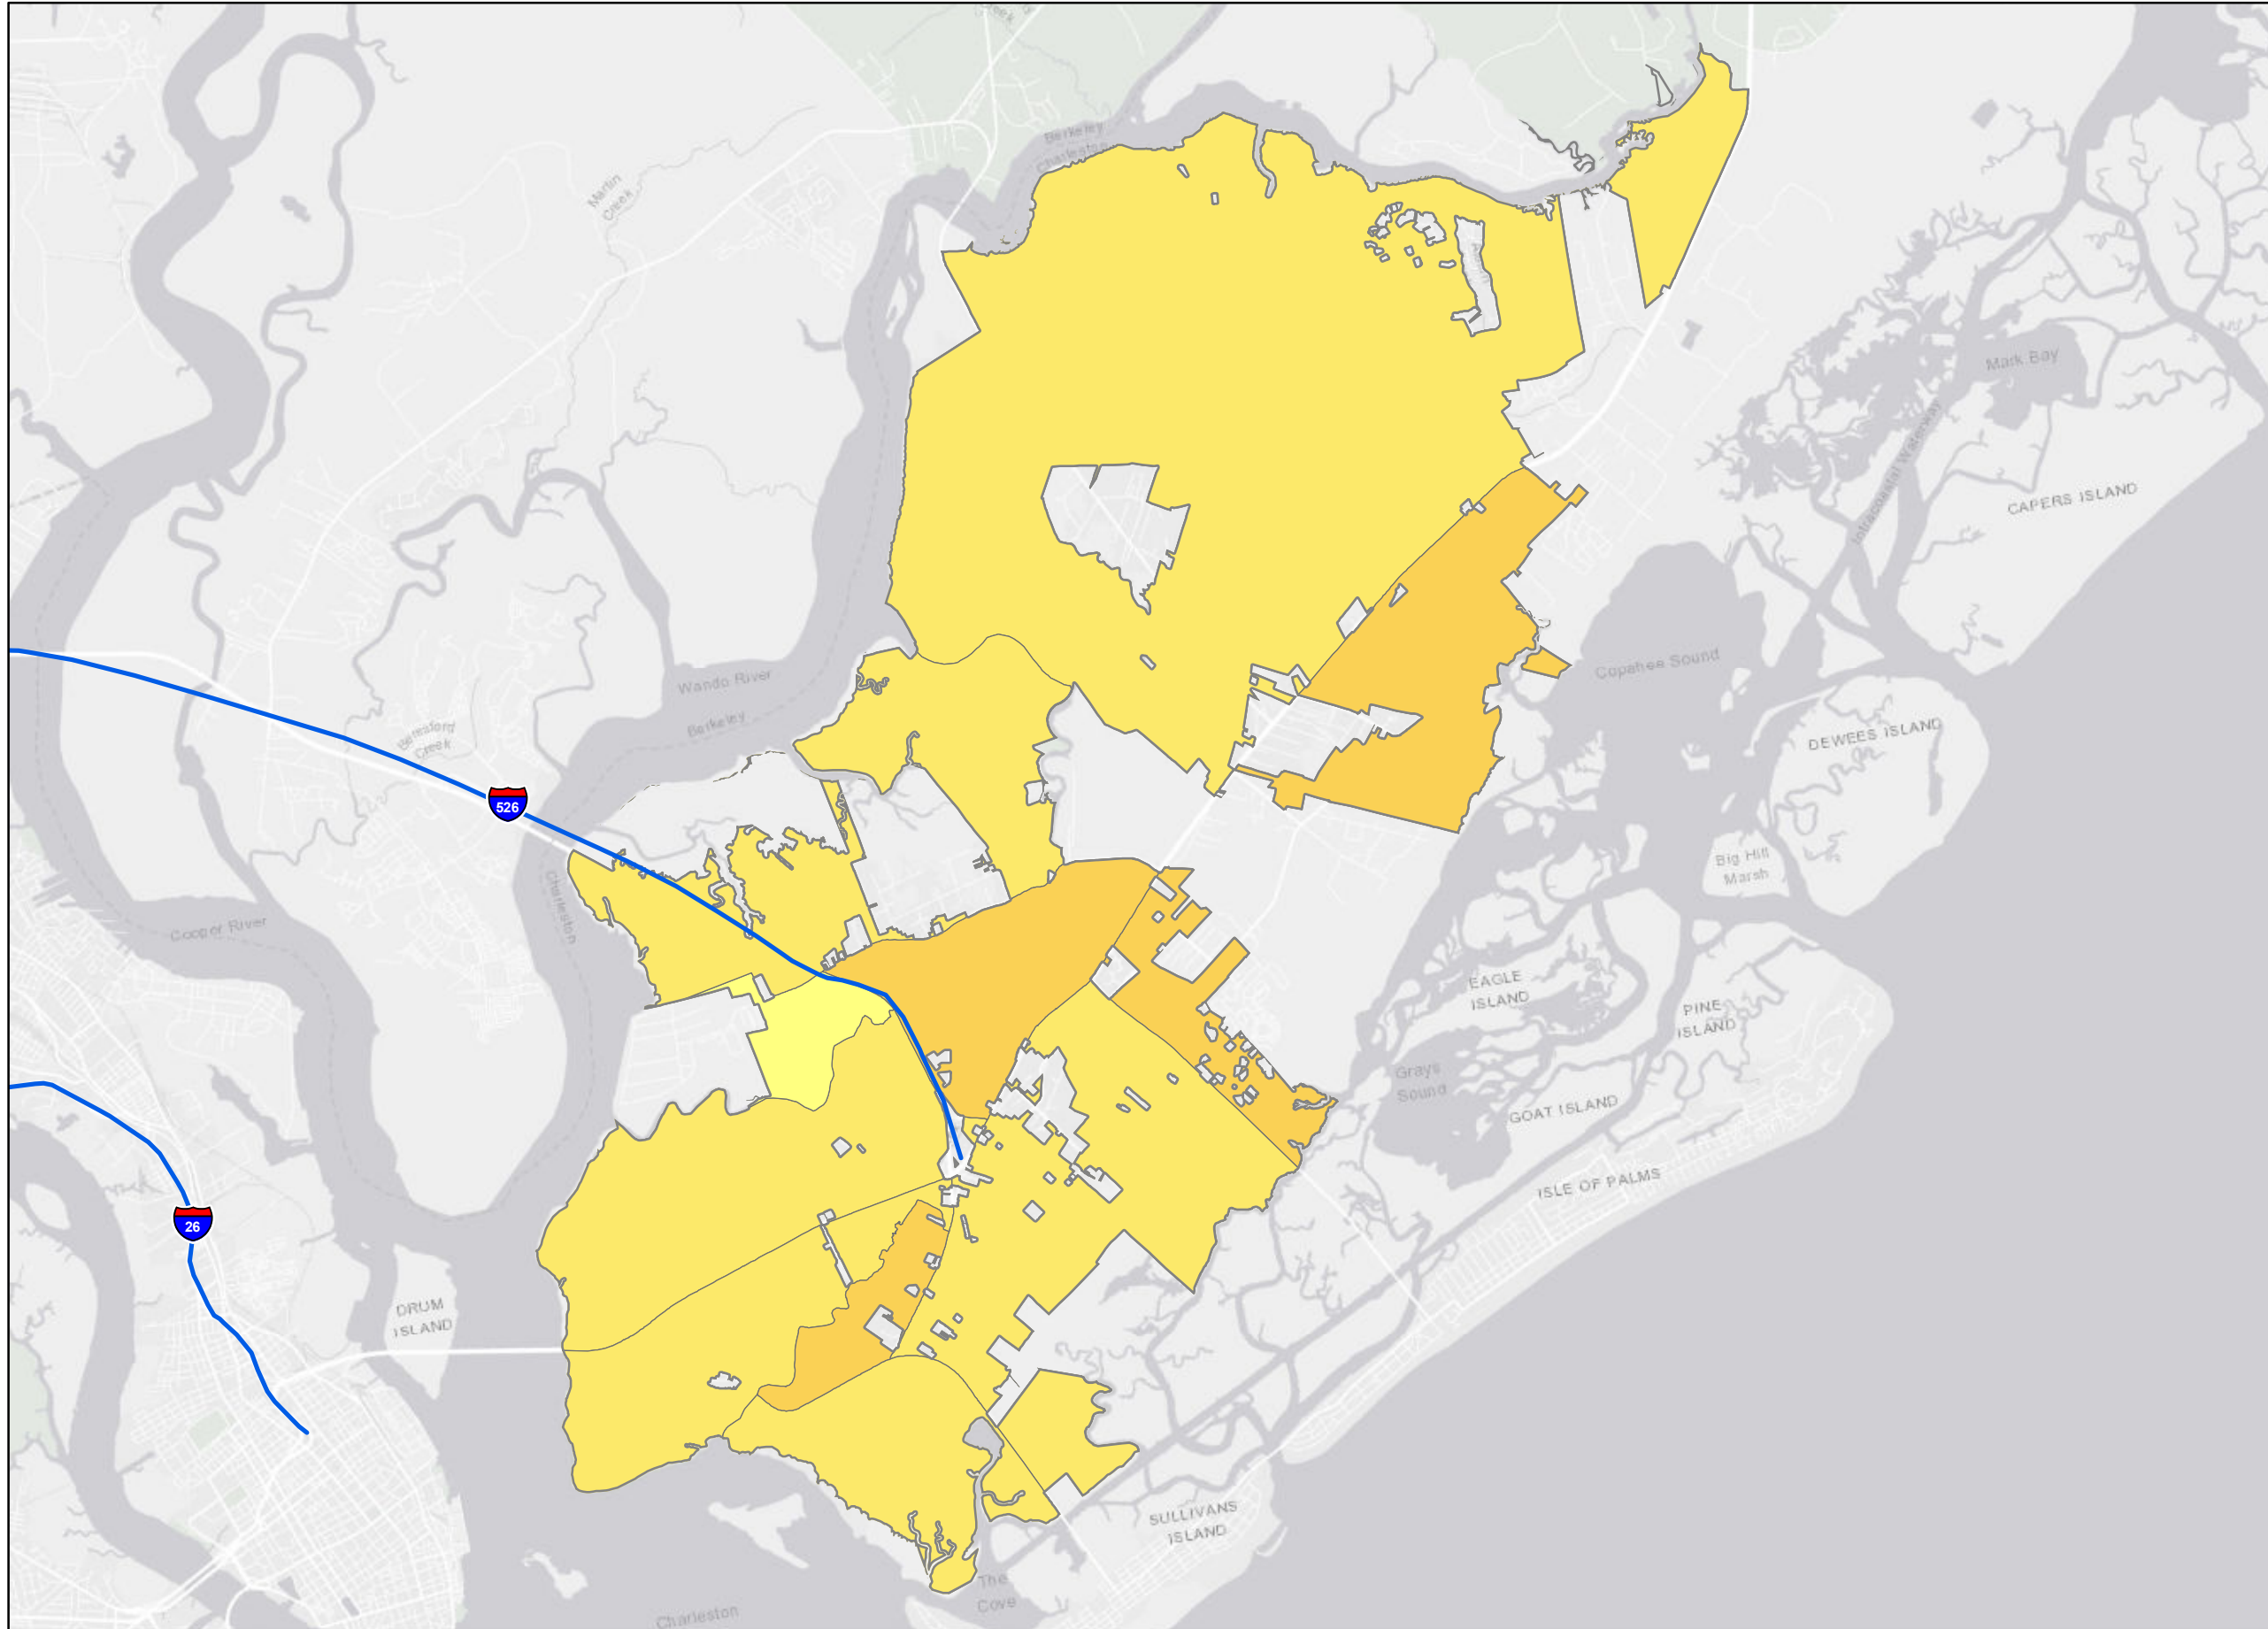 Creek
Berkeley
Charleston
Martin
Creek
Mark Bay
Intracoastal Waterway
CAPERS ISLAND
Copahee Sound
Wando River
Berkeley
DEWEES ISLAND
Beresford
Creek
526
Big Hill
Marsh
Charleston
Cooper River
EAGLE
ISLAND
PINE
ISLAND
Grays
Sound
GOAT ISLAND
ISLE OF PALMS
26
DRUM
ISLAND
SULLIVANS
ISLAND
The
Cove
Charleston